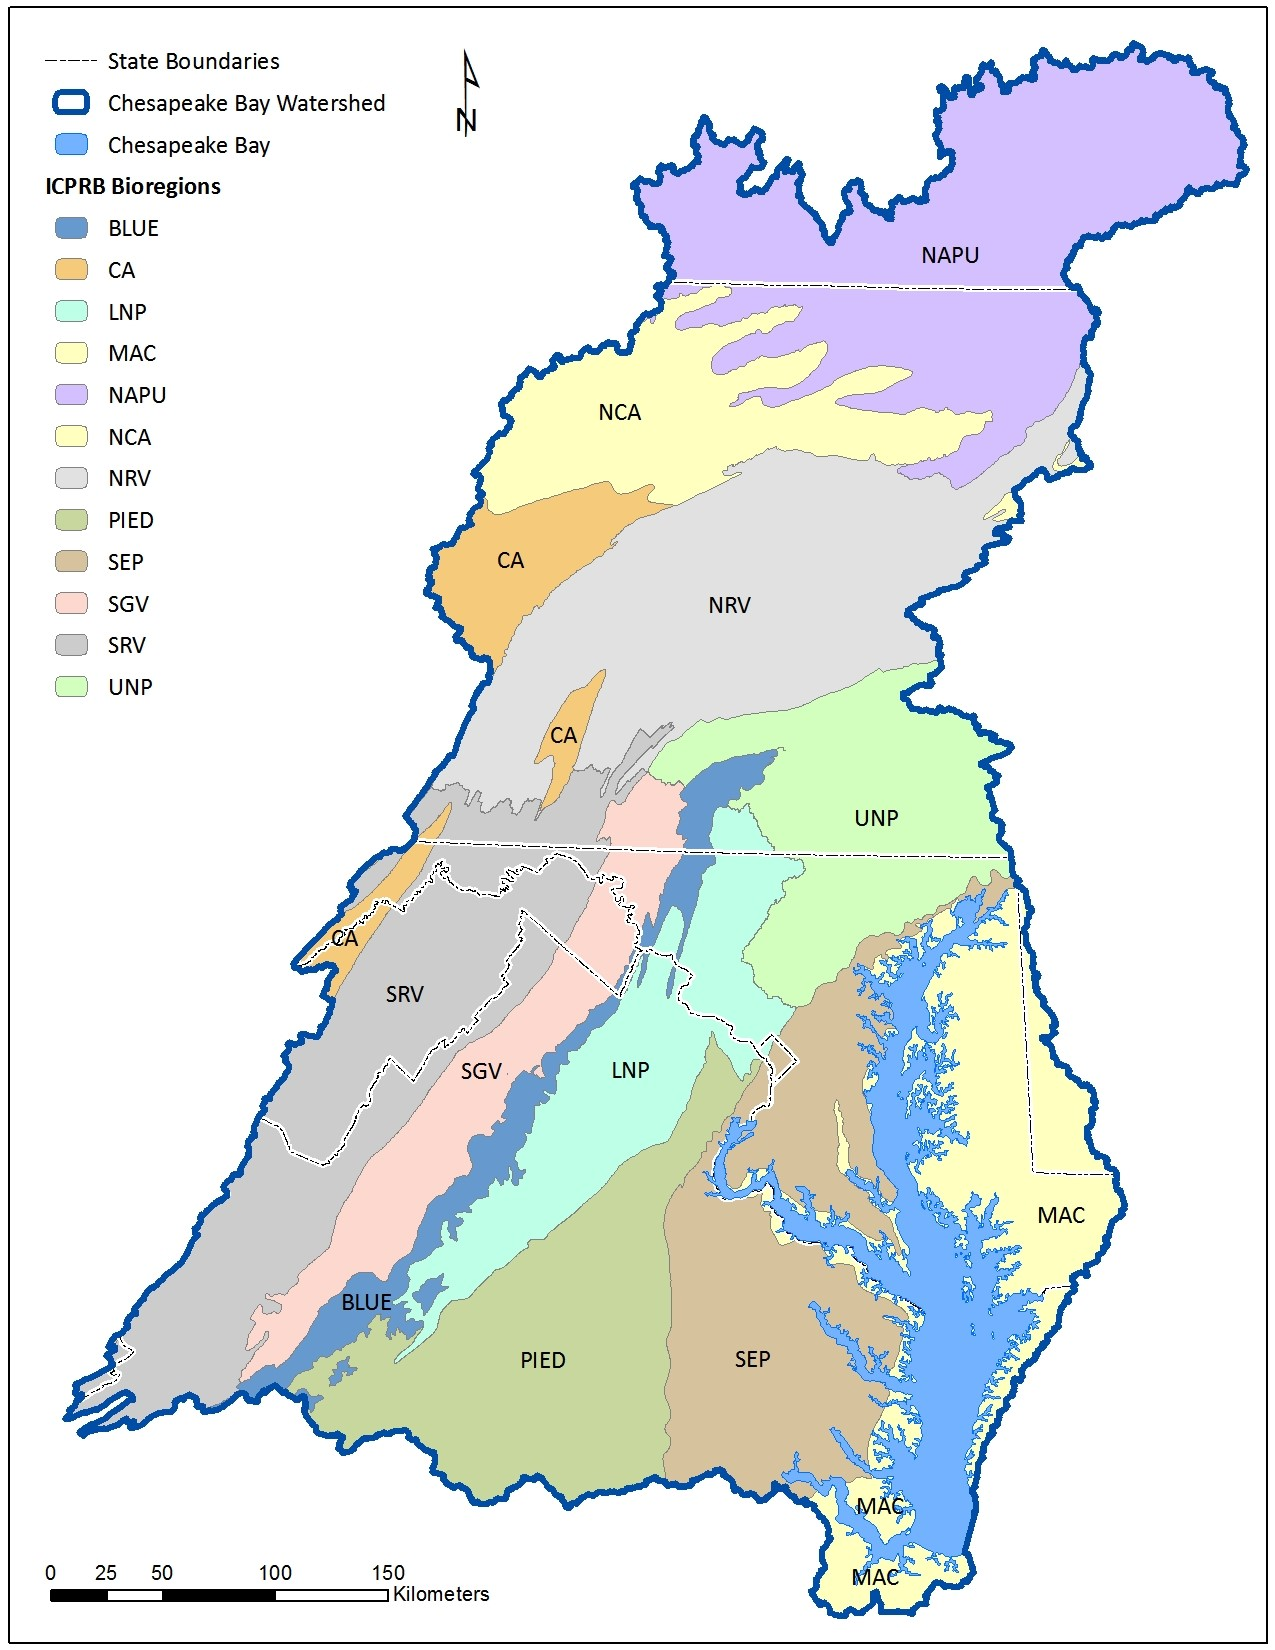 State Boundaries
Chesapeake Bay Watershed
Chesapeake Bay
ICPRB Bioregions
BLUE
CA
LNP
MAC
NAPU
NCA
NRV
PIED
SEP
SGV
SRV
UNP
N
NAPU
NCA
CA
NRV
CA
UNP
CA
SRV
SGV
LNP
MAC
BLUE
PIED
SEP
MAC
MAC
0 25 50 100 150
Kilometers